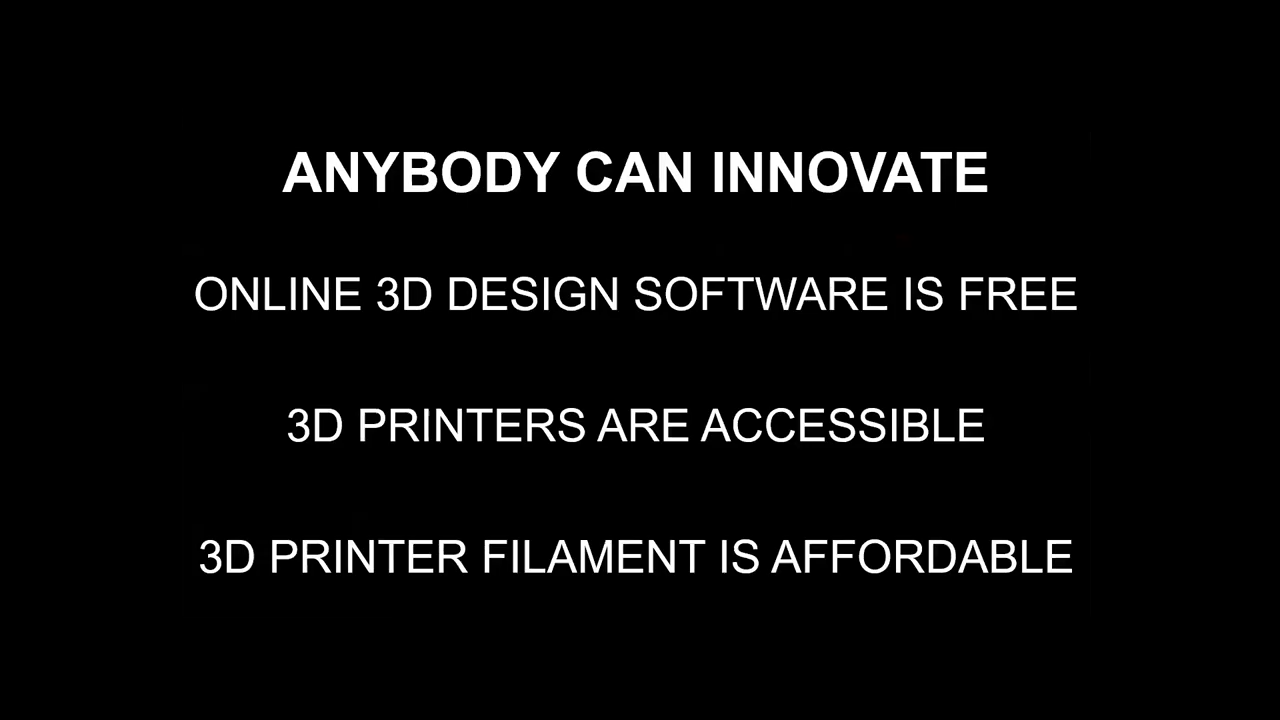 ANYBODY CAN INNOVATE
ONLINE 3D DESIGN SOFTWARE IS FREE
3D PRINTERS ARE ACCESSIBLE
3D PRINTER FILAMENT IS AFFORDABLE